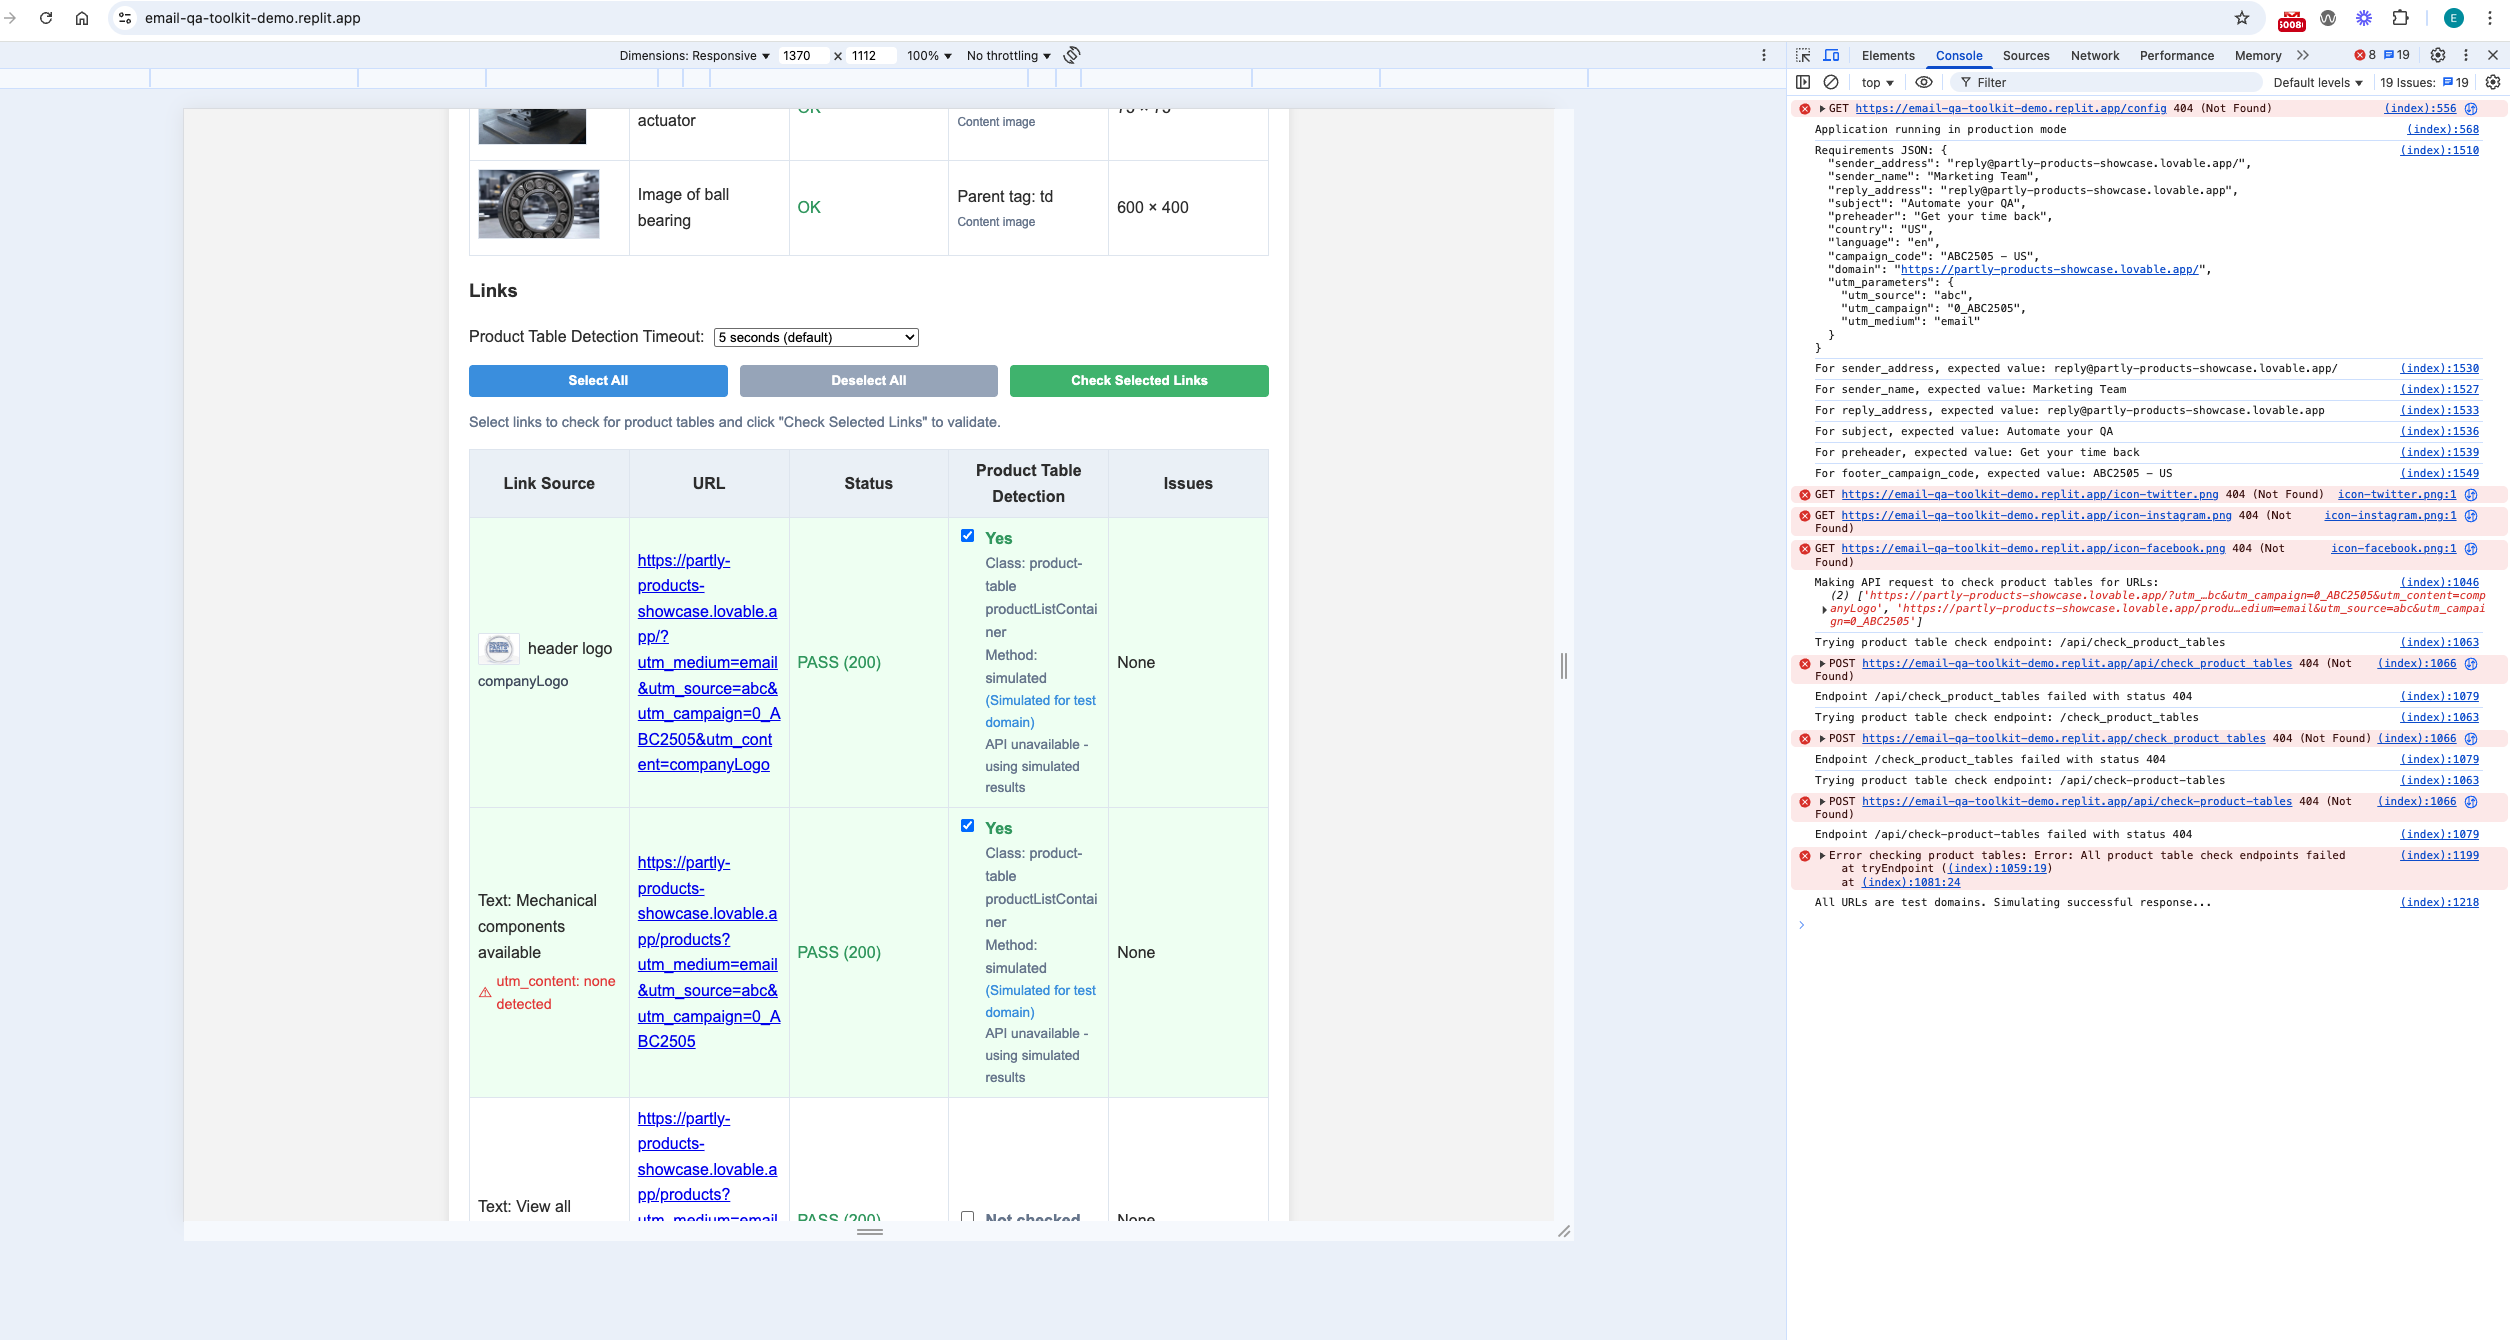 email-qa-toolkit-demo.replit.app
5008
E
Dimensions: Responsive 1370 x 1112 100% No throttling
actuator
OK
75 × 75
Content image
Image of ball
bearing
OK
Parent tag: td
Content image
600 × 400
Links
Product Table Detection Timeout: 5 seconds (default)
Select All
Deselect All
Check Selected Links
Select links to check for product tables and click "Check Selected Links" to validate.
Link Source
URL
Status
Product Table
Detection
Issues
header logo
companyLogo
https://partly-
products-
showcase.lovable.a
pp/?
utm_medium=email
&utm_source=abc&
utm_campaign=0_A
BC2505&utm_cont
ent=companyLogo
PASS (200)
Yes
Class: product-
table
productListContai
ner
Method:
simulated
(Simulated for test
domain)
API unavailable -
using simulated
results
None
Text: Mechanical
components
available
utm_content: none
detected
https://partly-
products-
showcase.lovable.a
pp/products?
utm_medium=email
&utm_source=abc&
utm_campaign=0_A
BC2505
PASS (200)
Yes
Class: product-
table
productListContai
ner
Method:
simulated
(Simulated for test
domain)
API unavailable -
using simulated
results
None
Text: View all
https://partly-
products-
showcase.lovable.a
pp/products?
utm_medium=email
PASS (200)
Not checked
None
Elements Console Sources Network Performance Memory 8 19
top Filter Default levels 19 Issues: 19
GET https://email-qa-toolkit-demo.replit.app/config 404 (Not Found) (index):556
Application running in production mode (index):568
Requirements JSON: { (index):1510
"sender_address": "reply@partly-products-showcase.lovable.app/",
"sender_name": "Marketing Team",
"reply_address": "reply@partly-products-showcase.lovable.app",
"subject": "Automate your QA",
"preheader": "Get your time back",
"country": "US",
"language": "en",
"campaign_code": "ABC2505 - US",
"domain": "https://partly-products-showcase.lovable.app/",
"utm_parameters": {
"utm_source": "abc",
"utm_campaign": "0_ABC2505",
"utm_medium": "email"
}
}
For sender_address, expected value: reply@partly-products-showcase.lovable.app/ (index):1530
For sender_name, expected value: Marketing Team (index):1527
For reply_address, expected value: reply@partly-products-showcase.lovable.app (index):1533
For subject, expected value: Automate your QA (index):1536
For preheader, expected value: Get your time back (index):1539
For footer_campaign_code, expected value: ABC2505 - US (index):1549
GET https://email-qa-toolkit-demo.replit.app/icon-twitter.png 404 (Not Found) icon-twitter.png:1
GET https://email-qa-toolkit-demo.replit.app/icon-instagram.png 404 (Not icon-instagram.png:1
Found)
GET https://email-qa-toolkit-demo.replit.app/icon-facebook.png 404 (Not icon-facebook.png:1
Found)
Making API request to check product tables for URLs: (index):1046
(2) ['https://partly-products-showcase.lovable.app/?utm_…bc&utm_campaign=0_ABC2505&utm_content=comp
anyLogo', 'https://partly-products-showcase.lovable.app/produ…edium=email&utm_source=abc&utm_campai
gn=0_ABC2505']
Trying product table check endpoint: /api/check_product_tables (index):1063
POST https://email-qa-toolkit-demo.replit.app/api/check_product_tables 404 (Not (index):1066
Found)
Endpoint /api/check_product_tables failed with status 404 (index):1079
Trying product table check endpoint: /check_product_tables (index):1063
POST https://email-qa-toolkit-demo.replit.app/check_product_tables 404 (Not Found) (index):1066
Endpoint /check_product_tables failed with status 404 (index):1079
Trying product table check endpoint: /api/check-product-tables (index):1063
POST https://email-qa-toolkit-demo.replit.app/api/check-product-tables 404 (Not (index):1066
Found)
Endpoint /api/check-product-tables failed with status 404 (index):1079
Error checking product tables: Error: All product table check endpoints failed (index):1199
at tryEndpoint ((index):1059:19)
at (index):1081:24
All URLs are test domains. Simulating successful response... (index):1218